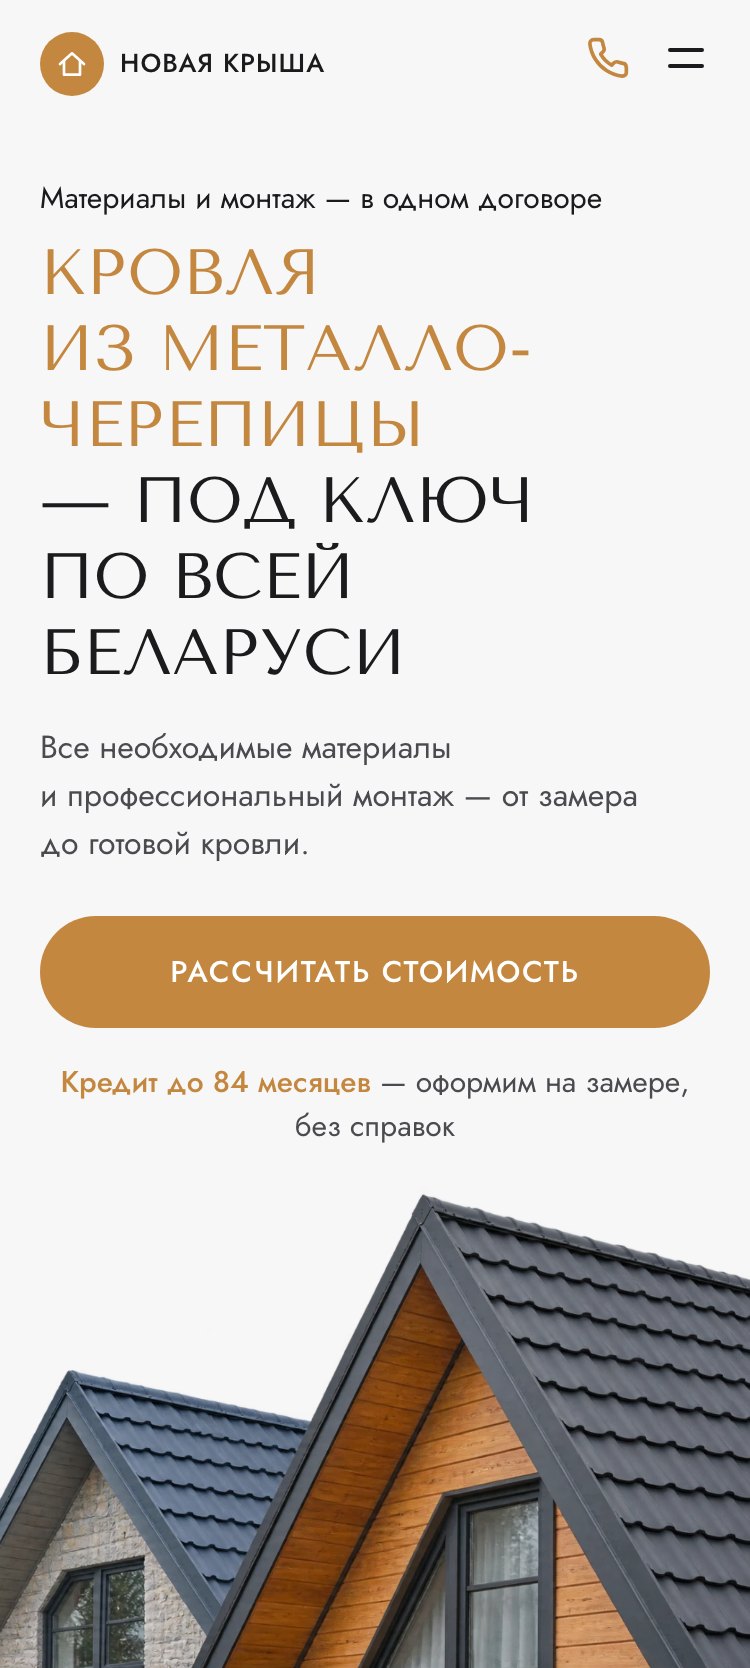 НОВАЯ КРЫША
Материалы и монтаж — в одном договоре
КРОВЛЯ
ИЗ МЕТАЛЛО-
ЧЕРЕПИЦЫ
— ПОД КЛЮЧ
ПО ВСЕЙ
БЕЛАРУСИ
Все необходимые материалы
и профессиональный монтаж — от замера
до готовой кровли.
РАССЧИТАТЬ СТОИМОСТЬ
Кредит до 84 месяцев — оформим на замере,
без справок